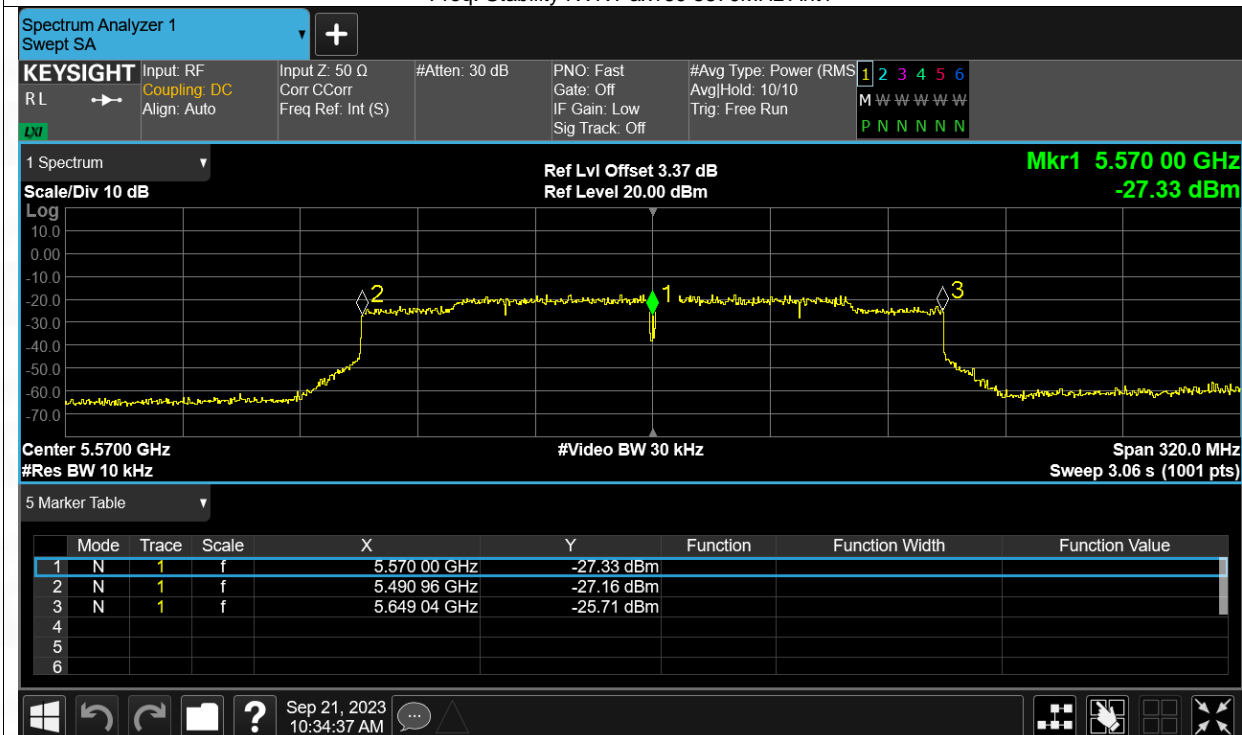 Spectrum Analyzer 1
Swept SA
+
KEYSIGHT
RL
LXI
Input: RF
Coupling: DC
Align: Auto
Input Z: 50 Ω
Corr CCorr
Freq Ref: Int (S)
#Atten: 30 dB
PNO: Fast
Gate: Off
IF Gain: Low
Sig Track: Off
#Avg Type: Power (RMS
Avg|Hold: 10/10
Trig: Free Run
1 2 3 4 5 6
M W W W W W
P N N N N N
1 Spectrum
Scale/Div 10 dB
Ref Lvl Offset 3.37 dB
Ref Level 20.00 dBm
Mkr1 5.570 00 GHz
-27.33 dBm
Log
10.0
0.00
-10.0
-20.0
-30.0
-40.0
-50.0
-60.0
-70.0
2
1
3
Center 5.5700 GHz
#Video BW 30 kHz
Span 320.0 MHz
#Res BW 10 kHz
Sweep 3.06 s (1001 pts)
5 Marker Table
Mode Trace Scale X Y Function Function Width Function Value
1 N 1 f 5.570 00 GHz -27.33 dBm
2 N 1 f 5.490 96 GHz -27.16 dBm
3 N 1 f 5.649 04 GHz -25.71 dBm
4
5
6
?
Sep 21, 2023
10:34:37 AM